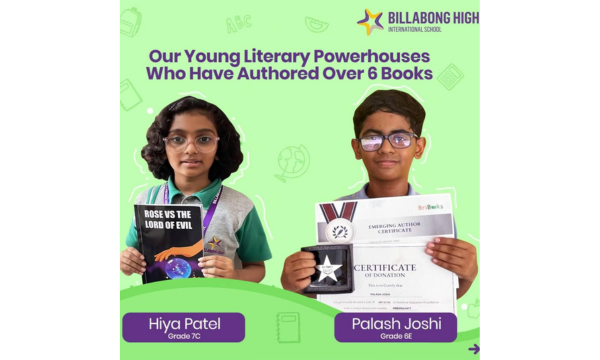 BILLABONG HIGH
INTERNATIONAL SCHOOL
Our Young Literary Powerhouses
Who Have Authored Over 6 Books
ABC
ROSE VS THE
LORD OF EVIL
EMERGING AUTHOR
CERTIFICATE
CERTIFICATE
OF DONATION
Hiya Patel
Grade 7C
Palash Joshi
Grade 6E